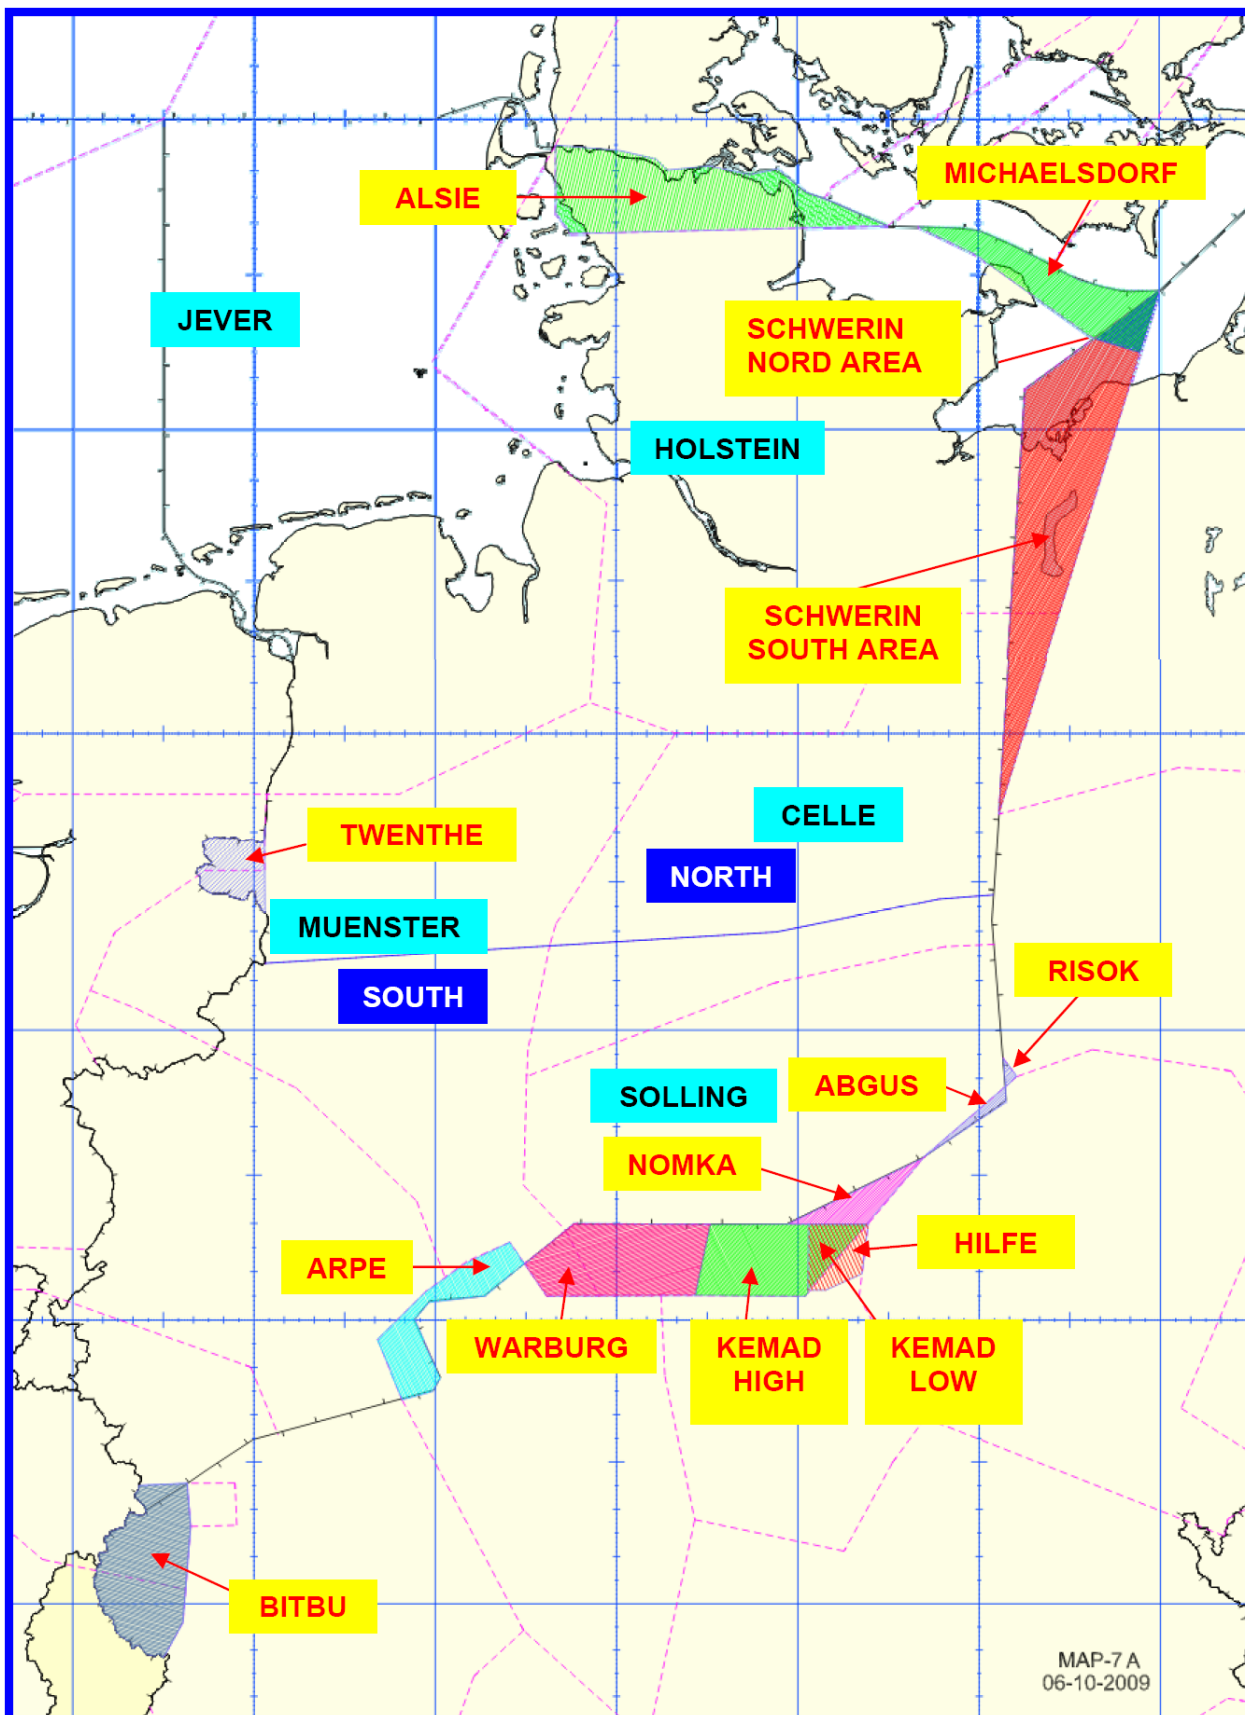 MICHAELSDORF
ALSIE
JEVER
SCHWERIN
NORD AREA
HOLSTEIN
SCHWERIN
SOUTH AREA
CELLE
TWENTHE
NORTH
MUENSTER
RISOK
SOUTH
ABGUS
SOLLING
NOMKA
HILFE
ARPE
WARBURG
KEMAD
HIGH
KEMAD
LOW
BITBU
MAP-7 A
06-10-2009